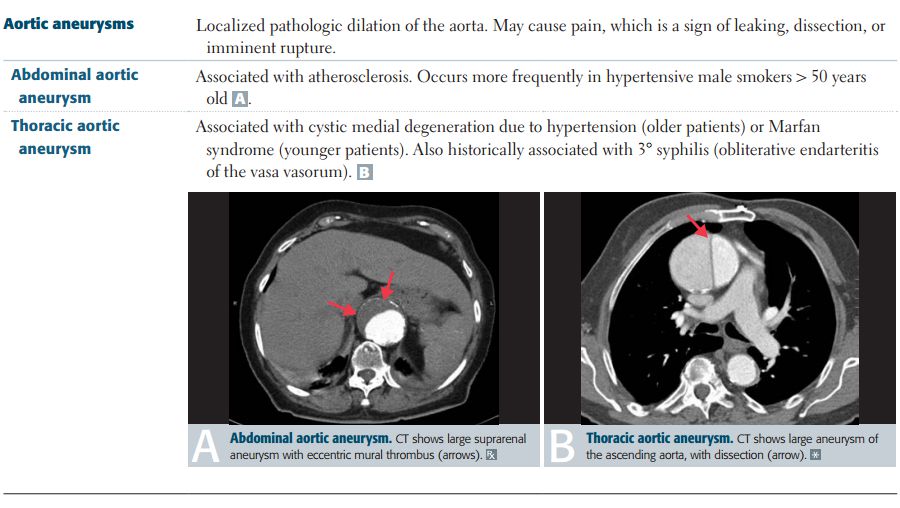 Aortic aneurysms
Localized pathologic dilation of the aorta. May cause pain, which is a sign of leaking, dissection, or
imminent rupture.
Abdominal aortic
aneurysm
Associated with atherosclerosis. Occurs more frequently in hypertensive male smokers > 50 years
old A.
Thoracic aortic
aneurysm
Associated with cystic medial degeneration due to hypertension (older patients) or Marfan
syndrome (younger patients). Also historically associated with 3° syphilis (obliterative endarteritis
of the vasa vasorum). B
A
Abdominal aortic aneurysm. CT shows large suprarenal
aneurysm with eccentric mural thrombus (arrows). ℞
B
Thoracic aortic aneurysm. CT shows large aneurysm of
the ascending aorta, with dissection (arrow). *